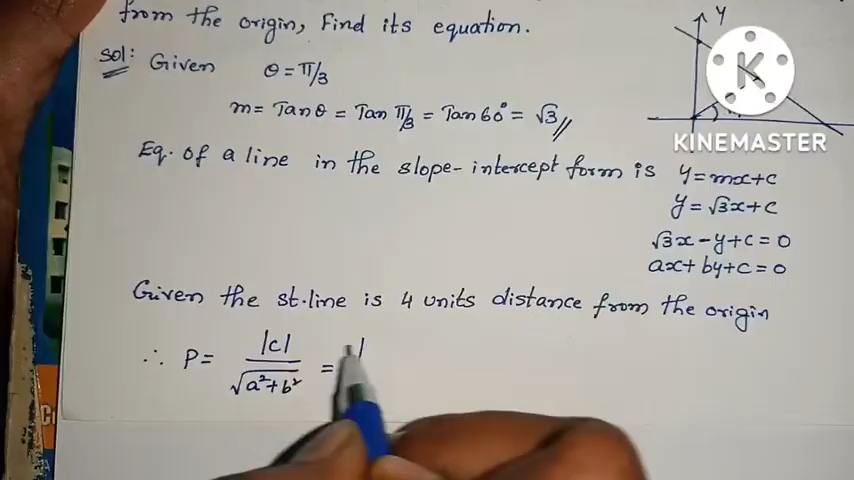 from the origin, Find its equation.
Sol: Given θ = π/3
m = Tanθ = Tan π/3 = Tan 60° = √3 //
Eq. of a line in the slope-intercept form is y = mx+c
y = √3x+c
√3x-y+c = 0
ax+by+c = 0
Given the st.line is 4 units distance from the origin
∴ P = |c| / √a²+b² =
Y
K
KINEMASTER